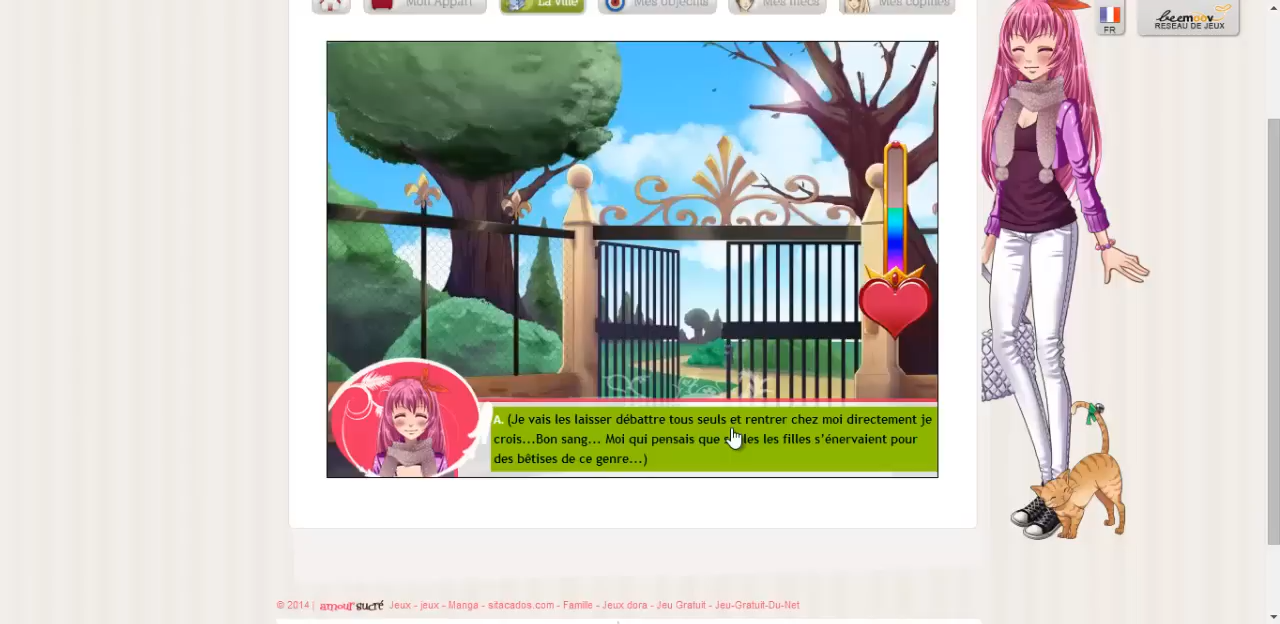 Mon Appart
La Ville
Mes objectifs
Mes mecs
Mes copines
FR
beemoov
RESEAU DE JEUX
A. (Je vais les laisser débattre tous seuls et rentrer chez moi directement je
crois...Bon sang... Moi qui pensais que les les filles s'énervaient pour
des bêtises de ce genre...)
© 2014 | amour sucré Jeux - jeux - Manga - sitacados.com - Famille - Jeux dora - Jeu Gratuit - Jeu-Gratuit-Du-Net